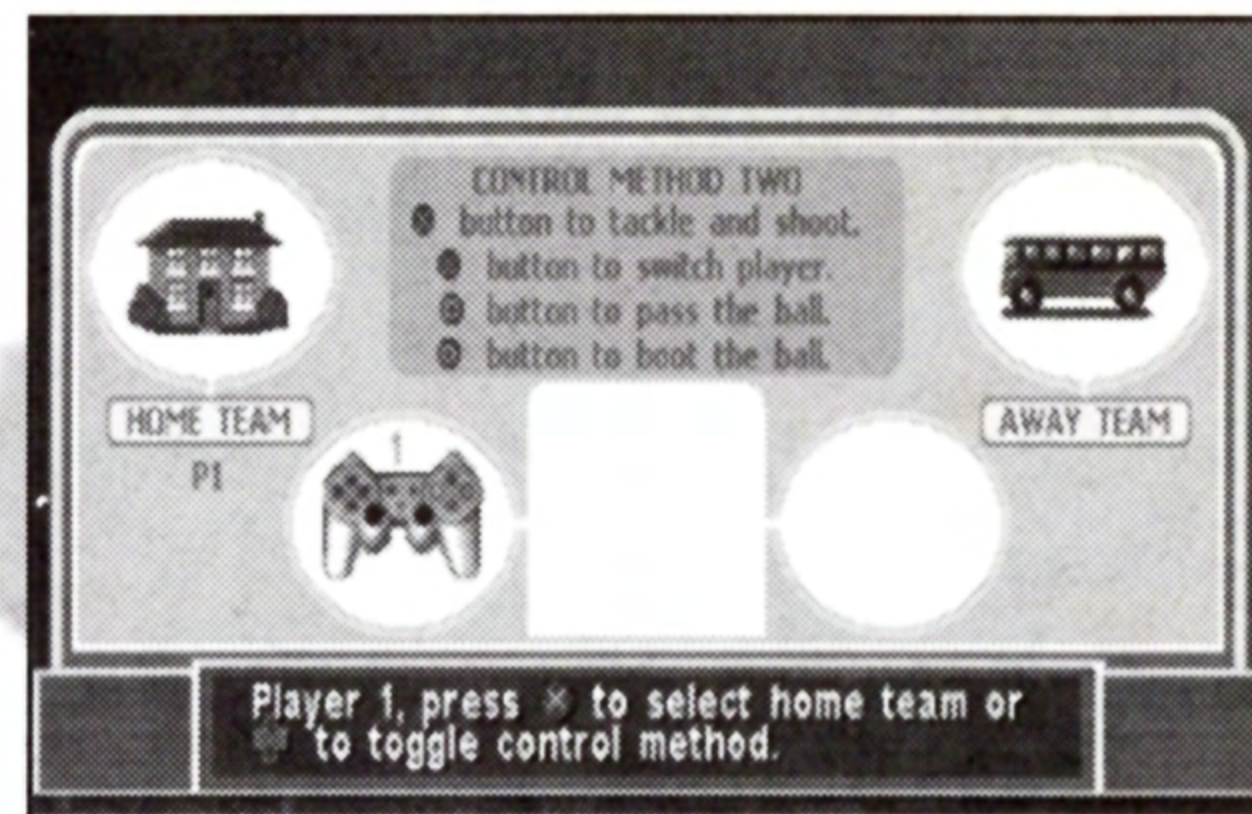 CONTROL METHOD TWO
button to tackle and shoot.
button to switch player.
button to pass the ball.
button to boot the ball.
HOME TEAM
AWAY TEAM
P1
1
Player 1, press × to select home team or
to toggle control method.